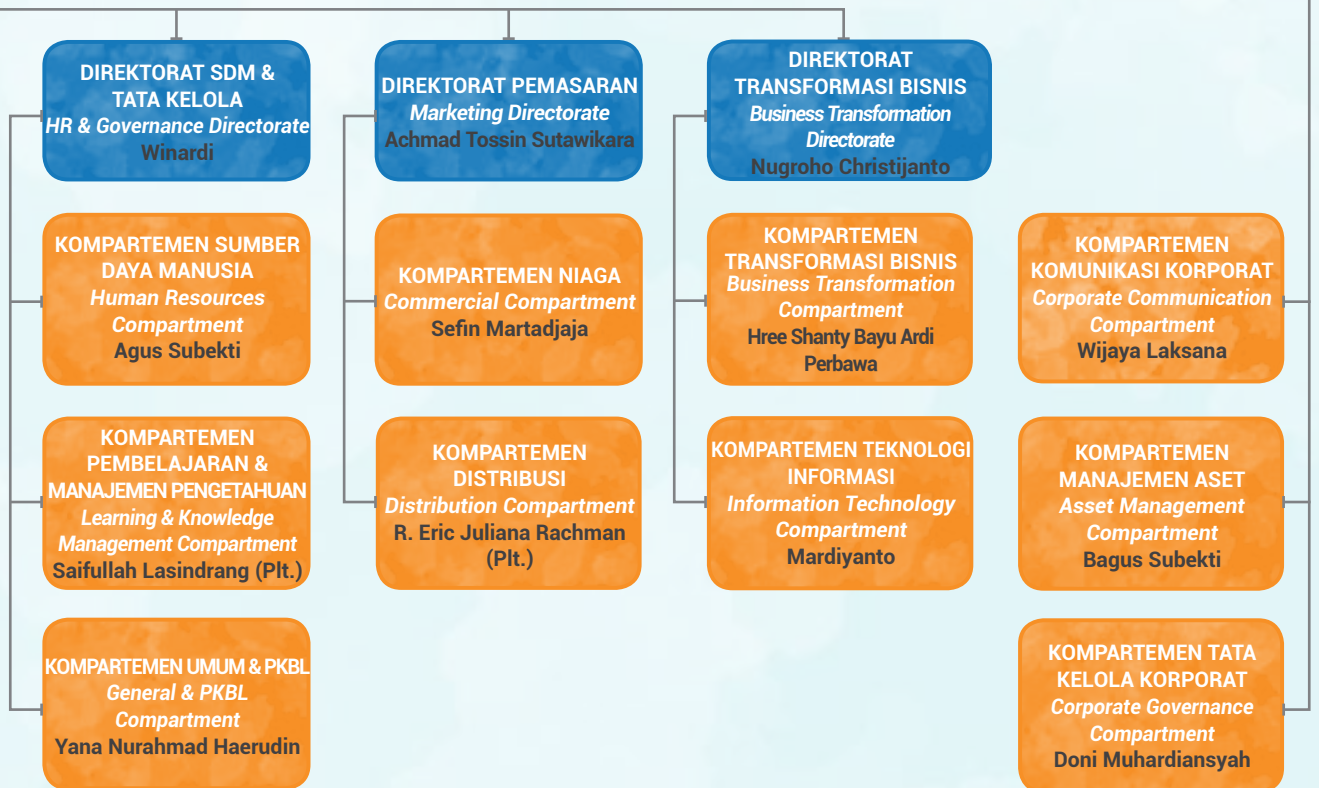 DIREKTORAT SDM &
TATA KELOLA
HR & Governance Directorate
Winardi
DIREKTORAT PEMASARAN
Marketing Directorate
Achmad Tossin Sutawikara
DIREKTORAT
TRANSFORMASI BISNIS
Business Transformation
Directorate
Nugroho Christijanto
KOMPARTEMEN SUMBER
DAYA MANUSIA
Human Resources
Compartment
Agus Subekti
KOMPARTEMEN NIAGA
Commercial Compartment
Sefin Martadjaja
KOMPARTEMEN
TRANSFORMASI BISNIS
Business Transformation
Compartment
Hree Shanty Bayu Ardi
Perbawa
KOMPARTEMEN
KOMUNIKASI KORPORAT
Corporate Communication
Compartment
Wijaya Laksana
KOMPARTEMEN
PEMBELAJARAN &
MANAJEMEN PENGETAHUAN
Learning & Knowledge
Management Compartment
Saifullah Lasindrang (Plt.)
KOMPARTEMEN
DISTRIBUSI
Distribution Compartment
R. Eric Juliana Rachman
(Plt.)
KOMPARTEMEN TEKNOLOGI
INFORMASI
Information Technology
Compartment
Mardiyanto
KOMPARTEMEN
MANAJEMEN ASET
Asset Management
Compartment
Bagus Subekti
KOMPARTEMEN UMUM & PKBL
General & PKBL
Compartment
Yana Nurahmad Haerudin
KOMPARTEMEN TATA
KELOLA KORPORAT
Corporate Governance
Compartment
Doni Muhardiansyah